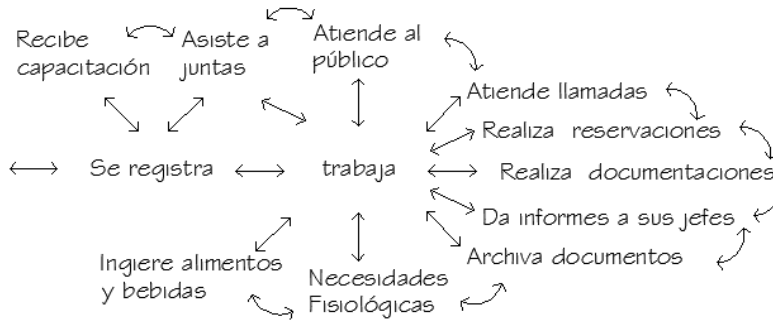 Recibe
capacitación
Asiste a
juntas
Atiende al
público
Atiende llamadas
Realiza reservaciones
Se registra
trabaja
Realiza documentaciones
Da informes a sus jefes
Archiva documentos
Ingiere alimentos
y bebidas
Necesidades
Fisiológicas